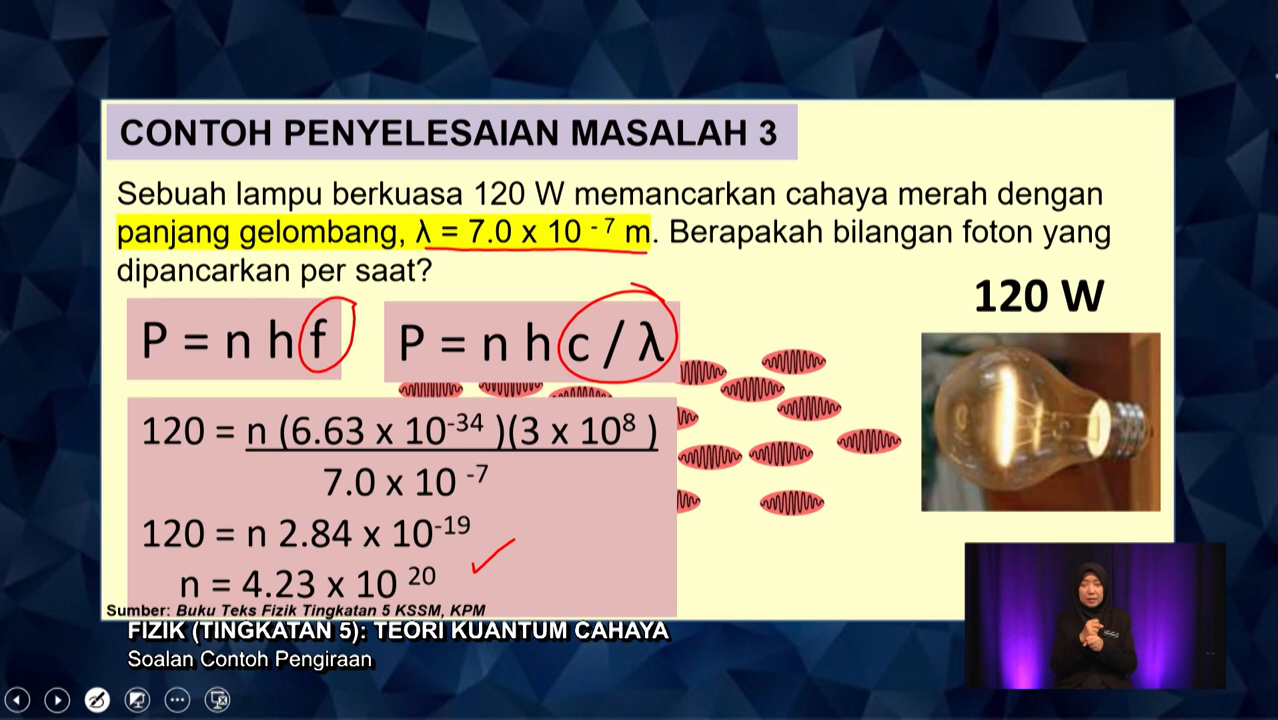 CONTOH PENYELESAIAN MASALAH 3
Sebuah lampu berkuasa 120 W memancarkan cahaya merah dengan
panjang gelombang, λ = 7.0 x 10 ⁻⁷ m. Berapakah bilangan foton yang
dipancarkan per saat?
120 W
P = n h f
P = n h c / λ
120 = n (6.63 x 10⁻³⁴ )(3 x 10⁸ )
7.0 x 10 ⁻⁷
120 = n 2.84 x 10⁻¹⁹
n = 4.23 x 10 ²⁰
Sumber: Buku Teks Fizik Tingkatan 5 KSSM, KPM
FIZIK (TINGKATAN 5): TEORI KUANTUM CAHAYA
Soalan Contoh Pengiraan